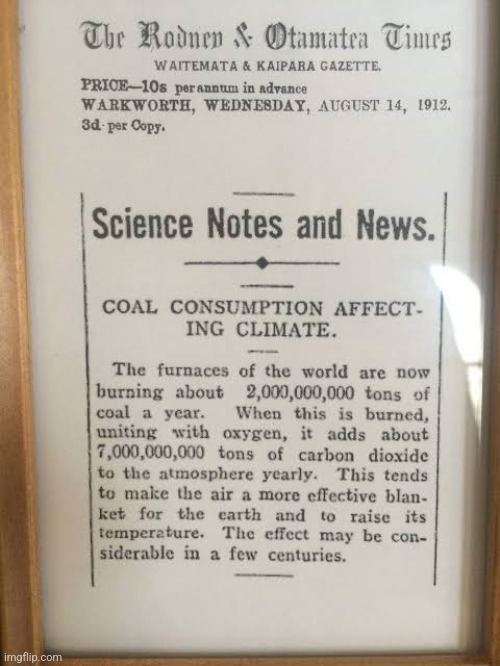 The Rodney & Otamatea Times
WAITEMATA & KAIPARA GAZETTE.
PRICE—10s per annum in advance
WARKWORTH, WEDNESDAY, AUGUST 14, 1912.
3d per Copy.
Science Notes and News.
COAL CONSUMPTION AFFECT-
ING CLIMATE.
The furnaces of the world are now
burning about 2,000,000,000 tons of
coal a year. When this is burned,
uniting with oxygen, it adds about
7,000,000,000 tons of carbon dioxide
to the atmosphere yearly. This tends
to make the air a more effective blan-
ket for the earth and to raise its
temperature. The effect may be con-
siderable in a few centuries.
imgflip.com